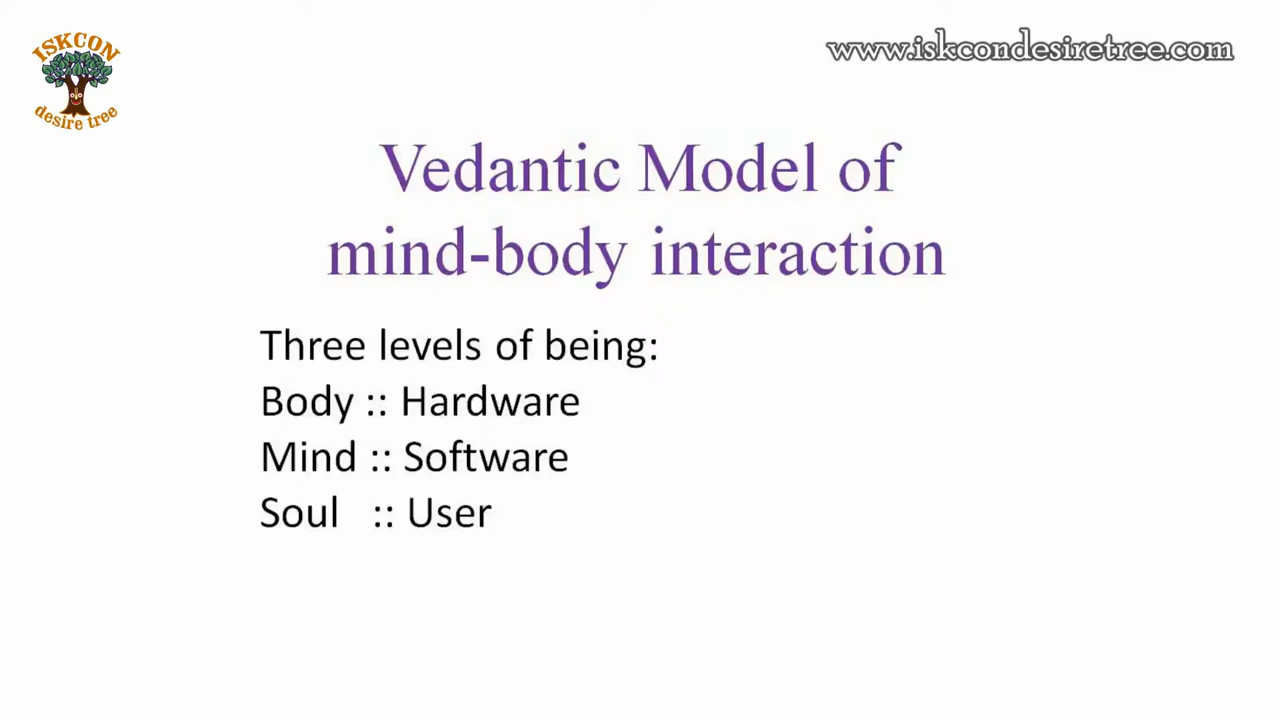 ISKCON
desire tree
www.iskcondesiretree.com
Vedantic Model of
mind-body interaction
Three levels of being:
Body :: Hardware
Mind :: Software
Soul :: User